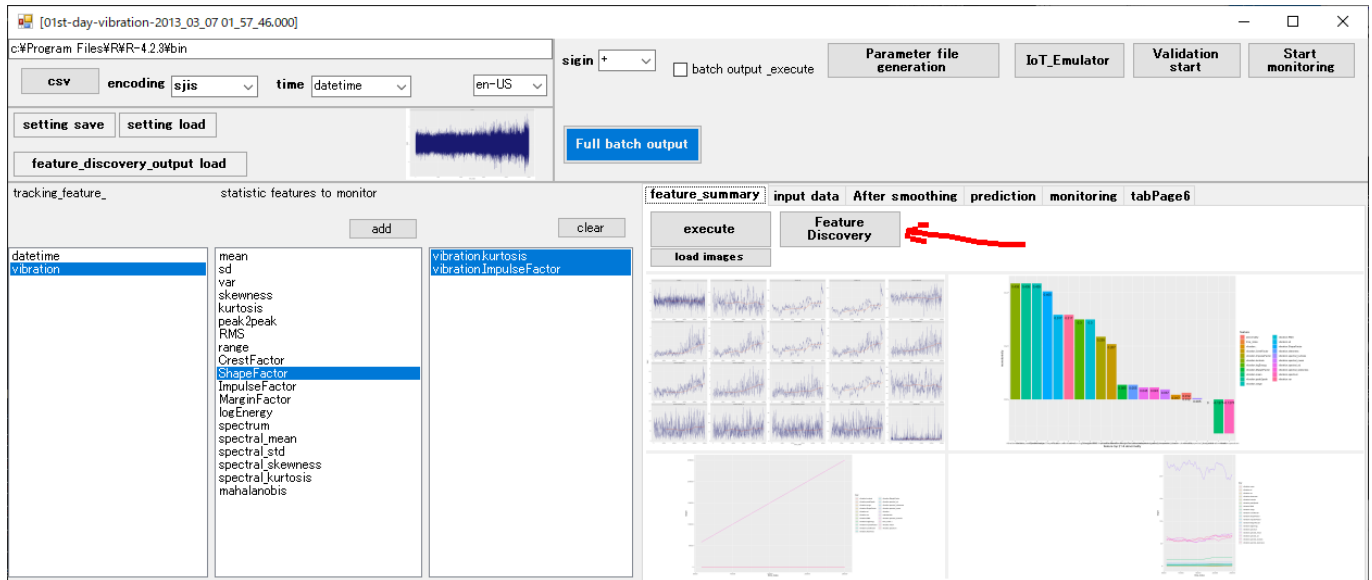 [01st-day-vibration-2013_03_07 01_57_46.000]
c:¥Program Files¥R¥R-4.2.3¥bin
csv
encoding
sjis
time
datetime
en-US
sigin
+
batch output _execute
Parameter file
generation
IoT_Emulator
Validation
start
Start
monitoring
setting save
setting load
feature_discovery_output load
Full batch output
tracking_feature_
statistic features to monitor
add
clear
datetime
vibration
mean
sd
var
skewness
kurtosis
peak2peak
RMS
range
CrestFactor
ShapeFactor
ImpulseFactor
MarginFactor
logEnergy
spectrum
spectral_mean
spectral_std
spectral_skewness
spectral_kurtosis
mahalanobis
vibration.kurtosis
vibration.ImpulseFactor
feature_summary
input data
After smoothing
prediction
monitoring
tabPage6
execute
Feature
Discovery
load images